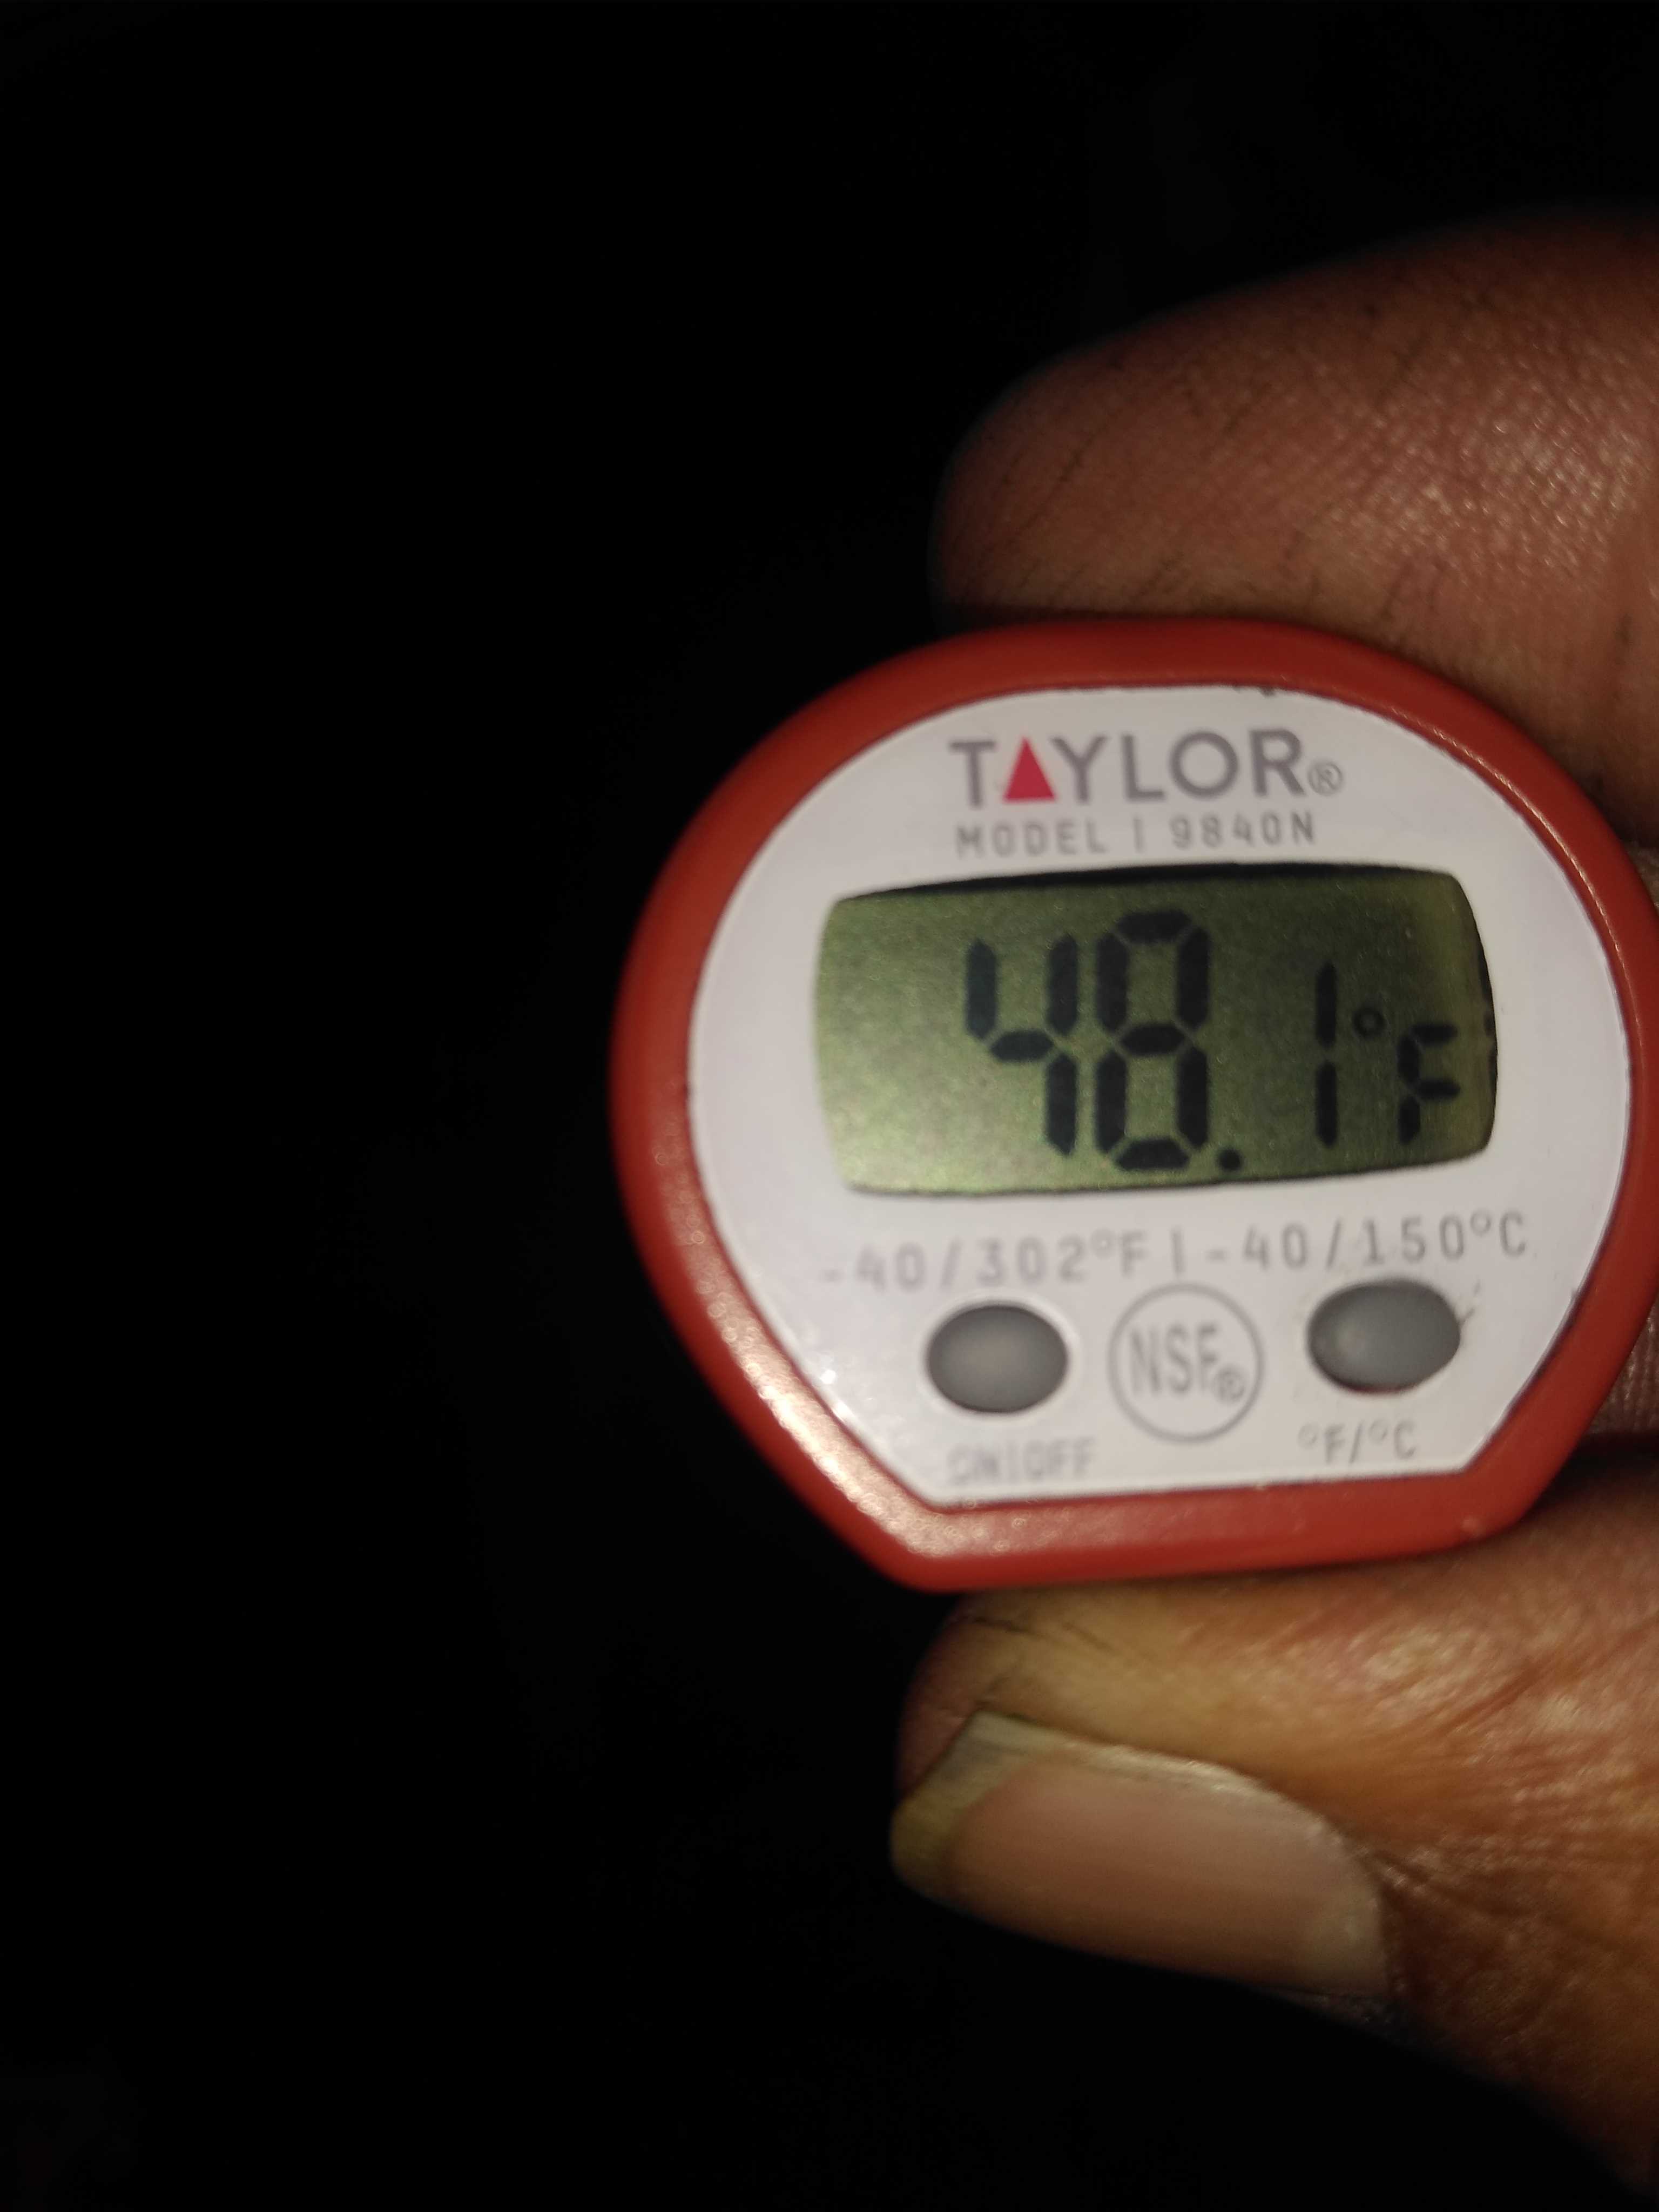 TAYLOR®
MODEL | 9840N
48.1°F
-40/302°F | -40/150°C
NSF®
ON|OFF
°F/°C